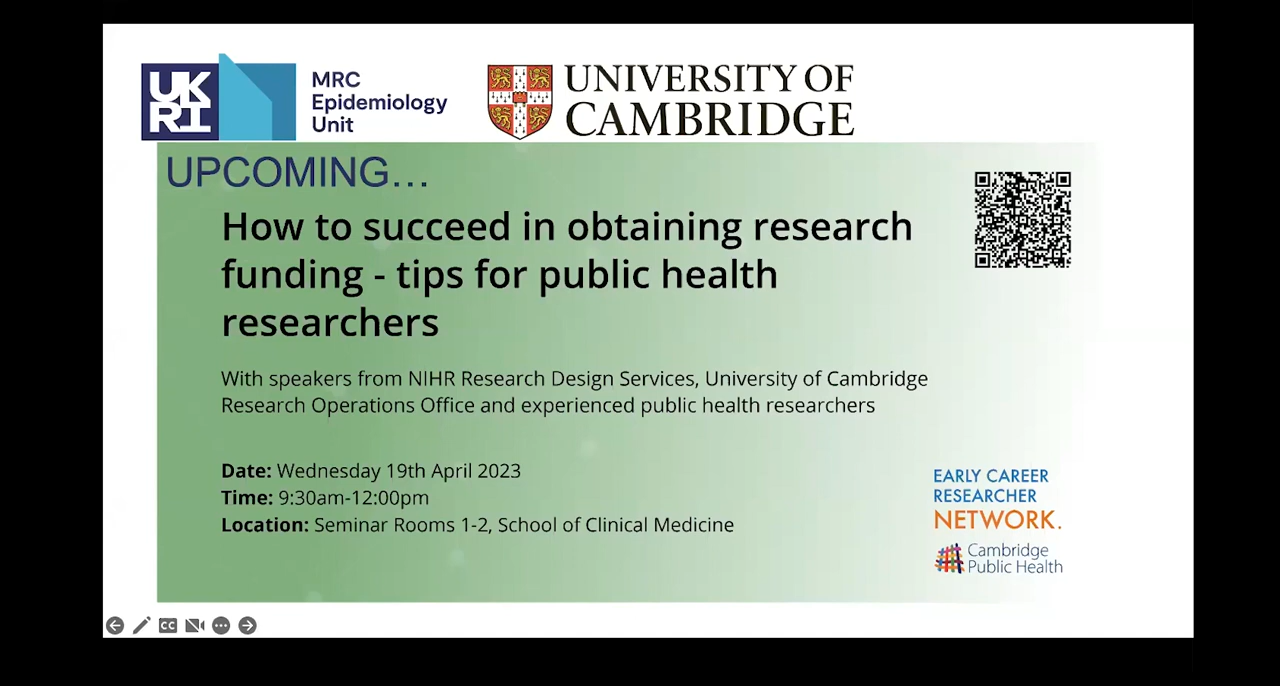 UK
RI
MRC
Epidemiology
Unit
UNIVERSITY OF
CAMBRIDGE
UPCOMING...
How to succeed in obtaining research
funding - tips for public health
researchers
With speakers from NIHR Research Design Services, University of Cambridge
Research Operations Office and experienced public health researchers
Date: Wednesday 19th April 2023
Time: 9:30am-12:00pm
Location: Seminar Rooms 1-2, School of Clinical Medicine
EARLY CAREER
RESEARCHER
NETWORK.
Cambridge
Public Health
CC